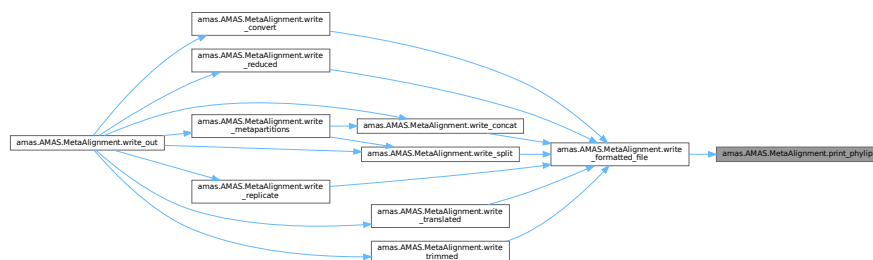 amas.AMAS.MetaAlignment.write
_convert
amas.AMAS.MetaAlignment.write
_reduced
amas.AMAS.MetaAlignment.write
_metapartitions
amas.AMAS.MetaAlignment.write_concat
amas.AMAS.MetaAlignment.write_out
amas.AMAS.MetaAlignment.write_split
amas.AMAS.MetaAlignment.write
_formatted_file
amas.AMAS.MetaAlignment.print_phylip
amas.AMAS.MetaAlignment.write
_replicate
amas.AMAS.MetaAlignment.write
_translated
amas.AMAS.MetaAlignment.write
trimmed